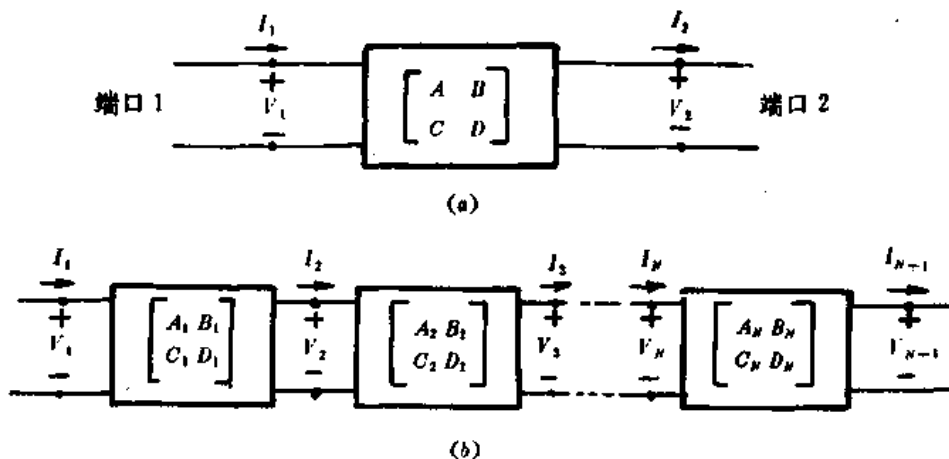 I₁ I₂
端口 1 + V₁ − [A B C D] + V₂ − 端口 2
(a)
I₁ I₂ I₃ I_N I_{N+1}
+ + + + +
V₁ [A₁ B₁ C₁ D₁] V₂ [A₂ B₂ C₂ D₂] V₃ V_N [A_N B_N C_N D_N] V_{N+1}
− − − − −
(b)